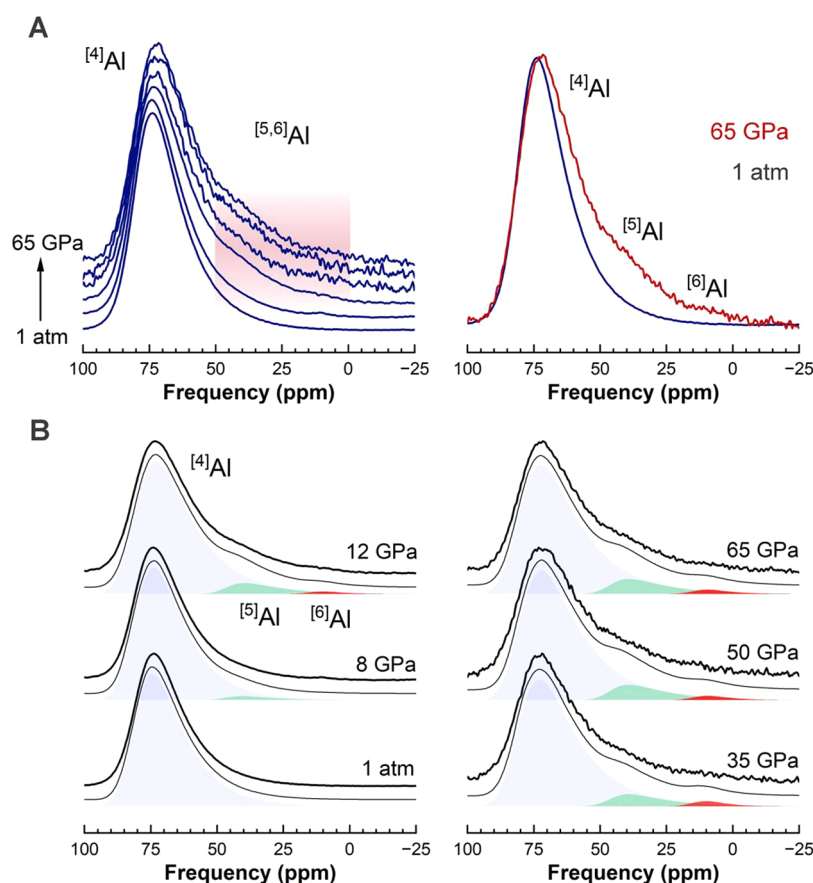 A
[4]Al
[5,6]Al
65 GPa
1 atm
100 75 50 25 0 −25
Frequency (ppm)
[4]Al
65 GPa
1 atm
[5]Al
[6]Al
100 75 50 25 0 −25
Frequency (ppm)
B
[4]Al
12 GPa
[5]Al [6]Al
8 GPa
1 atm
100 75 50 25 0 −25
Frequency (ppm)
65 GPa
50 GPa
35 GPa
100 75 50 25 0 −25
Frequency (ppm)